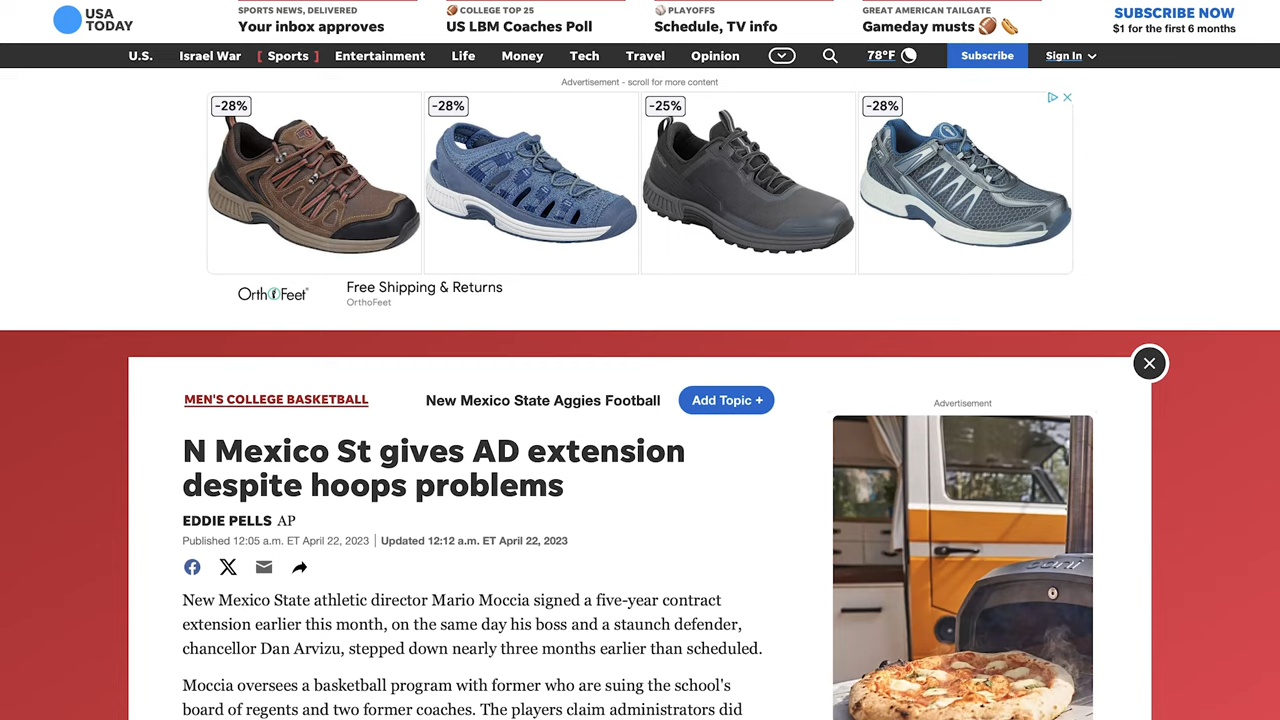 USA
TODAY
SPORTS NEWS, DELIVERED
Your inbox approves
🏈 COLLEGE TOP 25
US LBM Coaches Poll
⚾ PLAYOFFS
Schedule, TV info
GREAT AMERICAN TAILGATE
Gameday musts 🏈 🌭
SUBSCRIBE NOW
$1 for the first 6 months
U.S. Israel War [ Sports ] Entertainment Life Money Tech Travel Opinion 78°F Subscribe Sign In
Advertisement - scroll for more content
-28% -28% -25% -28%
OrthoFeet
Free Shipping & Returns
OrthoFeet
MEN'S COLLEGE BASKETBALL New Mexico State Aggies Football Add Topic +
Advertisement
N Mexico St gives AD extension
despite hoops problems
EDDIE PELLS AP
Published 12:05 a.m. ET April 22, 2023 | Updated 12:12 a.m. ET April 22, 2023
New Mexico State athletic director Mario Moccia signed a five-year contract
extension earlier this month, on the same day his boss and a staunch defender,
chancellor Dan Arvizu, stepped down nearly three months earlier than scheduled.
Moccia oversees a basketball program with former who are suing the school's
board of regents and two former coaches. The players claim administrators did
ooni